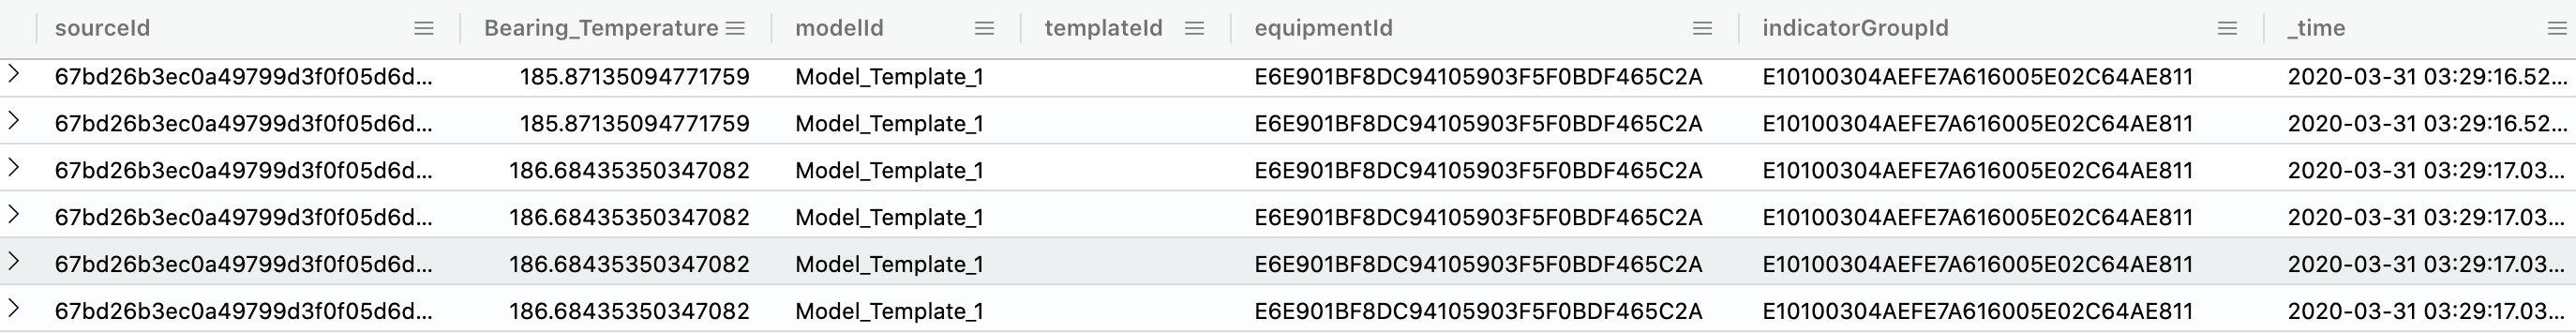 sourceId Bearing_Temperature modelId templateId equipmentId indicatorGroupId _time
67bd26b3ec0a49799d3f0f05d6d... 185.87135094771759 Model_Template_1 E6E901BF8DC94105903F5F0BDF465C2A E10100304AEFE7A616005E02C64AE811 2020-03-31 03:29:16.52...
67bd26b3ec0a49799d3f0f05d6d... 185.87135094771759 Model_Template_1 E6E901BF8DC94105903F5F0BDF465C2A E10100304AEFE7A616005E02C64AE811 2020-03-31 03:29:16.52...
67bd26b3ec0a49799d3f0f05d6d... 186.68435350347082 Model_Template_1 E6E901BF8DC94105903F5F0BDF465C2A E10100304AEFE7A616005E02C64AE811 2020-03-31 03:29:17.03...
67bd26b3ec0a49799d3f0f05d6d... 186.68435350347082 Model_Template_1 E6E901BF8DC94105903F5F0BDF465C2A E10100304AEFE7A616005E02C64AE811 2020-03-31 03:29:17.03...
67bd26b3ec0a49799d3f0f05d6d... 186.68435350347082 Model_Template_1 E6E901BF8DC94105903F5F0BDF465C2A E10100304AEFE7A616005E02C64AE811 2020-03-31 03:29:17.03...
67bd26b3ec0a49799d3f0f05d6d... 186.68435350347082 Model_Template_1 E6E901BF8DC94105903F5F0BDF465C2A E10100304AEFE7A616005E02C64AE811 2020-03-31 03:29:17.03...